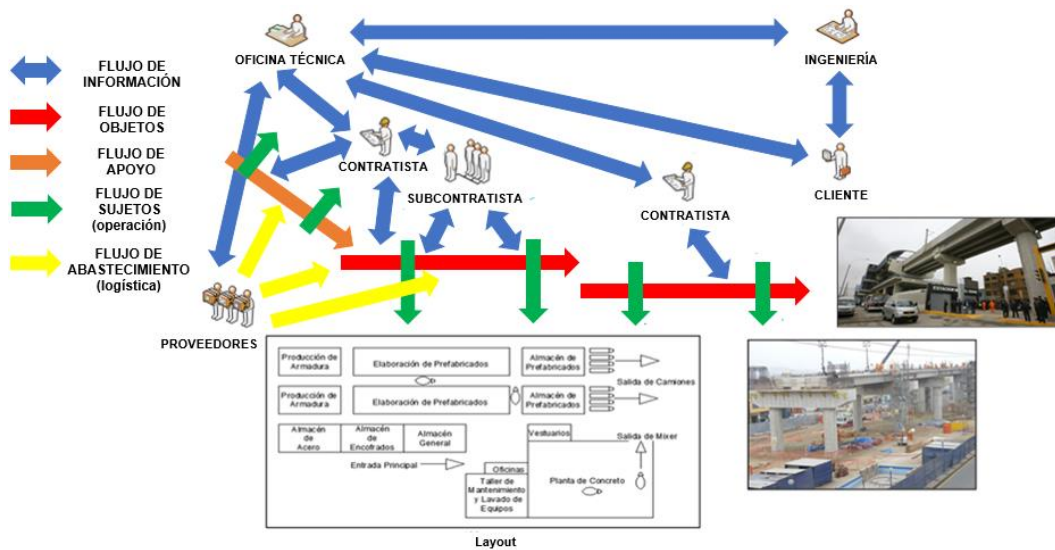 FLUJO DE
INFORMACIÓN
FLUJO DE
OBJETOS
FLUJO DE
APOYO
FLUJO DE
SUJETOS
(operación)
FLUJO DE
ABASTECIMIENTO
(logística)
OFICINA TÉCNICA
INGENIERÍA
CONTRATISTA
SUBCONTRATISTA
CONTRATISTA
CLIENTE
PROVEEDORES
Producción de
Armadura
Elaboración de Prefabricados
Almacén de
Prefabricados
Salida de Camiones
Producción de
Armadura
Elaboración de Prefabricados
Almacén de
Prefabricados
Almacén
de
Acero
Almacén
de
Encofrados
Almacén
General
Vestuarios
Salida de Mixer
Entrada Principal
Oficinas
Taller de
Mantenimiento
y Lavado de
Equipos
Planta de Concreto
Layout